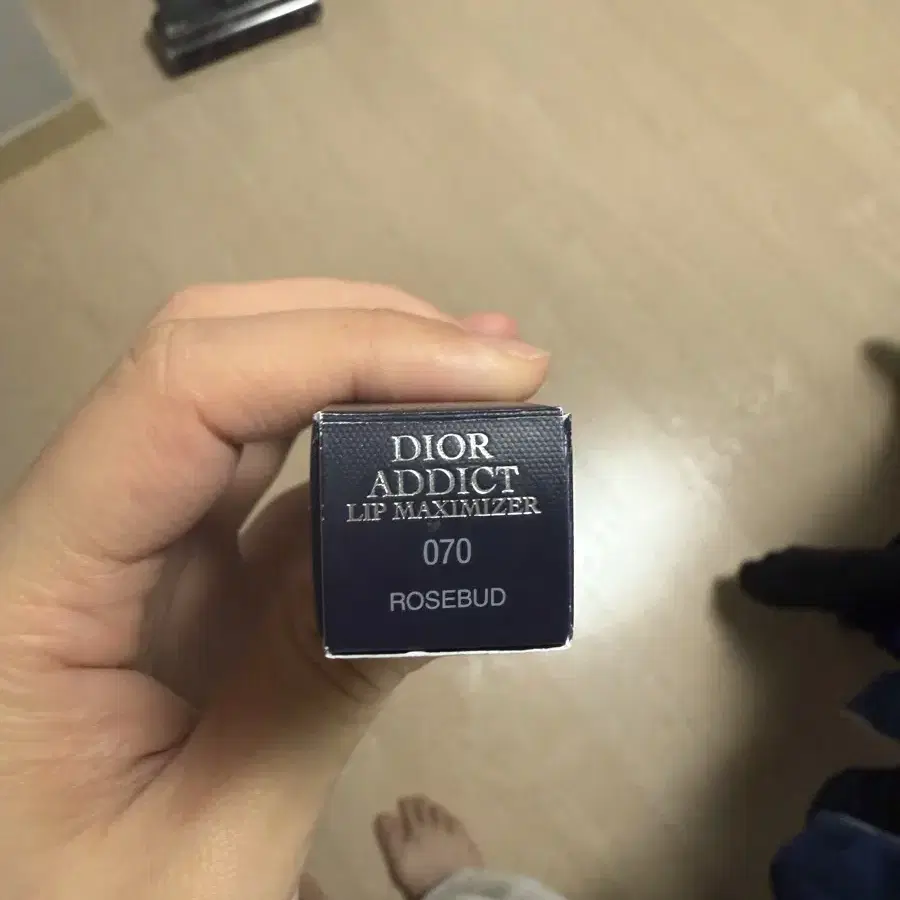 DIOR
ADDICT
LIP MAXIMIZER
070
ROSEBUD